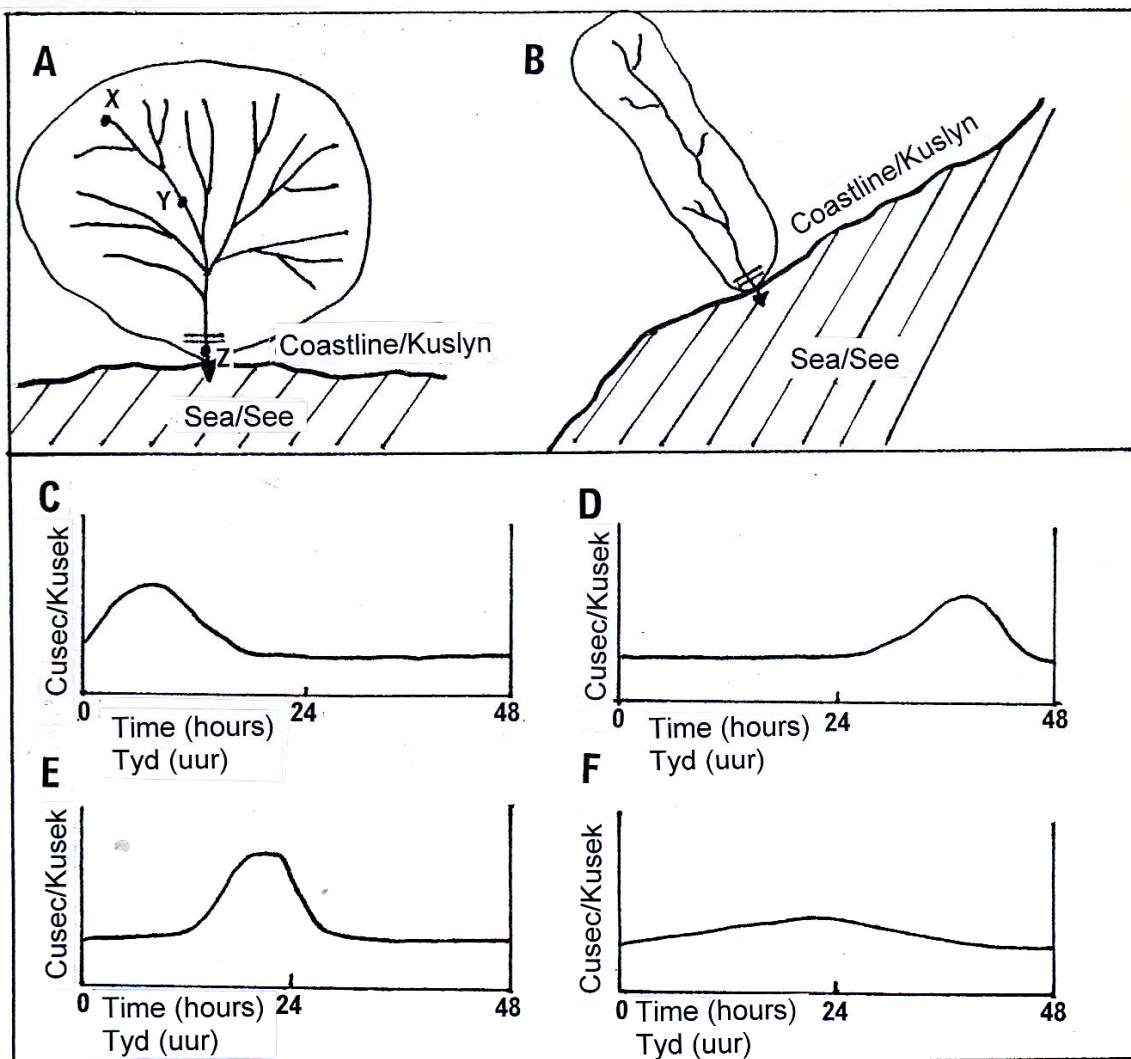 A
X
Y
Z
Coastline/Kuslyn
Sea/See
B
Coastline/Kuslyn
Sea/See
C
Cusec/Kusek
0 24 48
Time (hours)
Tyd (uur)
D
Cusec/Kusek
0 24 48
Time (hours)
Tyd (uur)
E
Cusec/Kusek
0 24 48
Time (hours)
Tyd (uur)
F
Cusec/Kusek
0 24 48
Time (hours)
Tyd (uur)